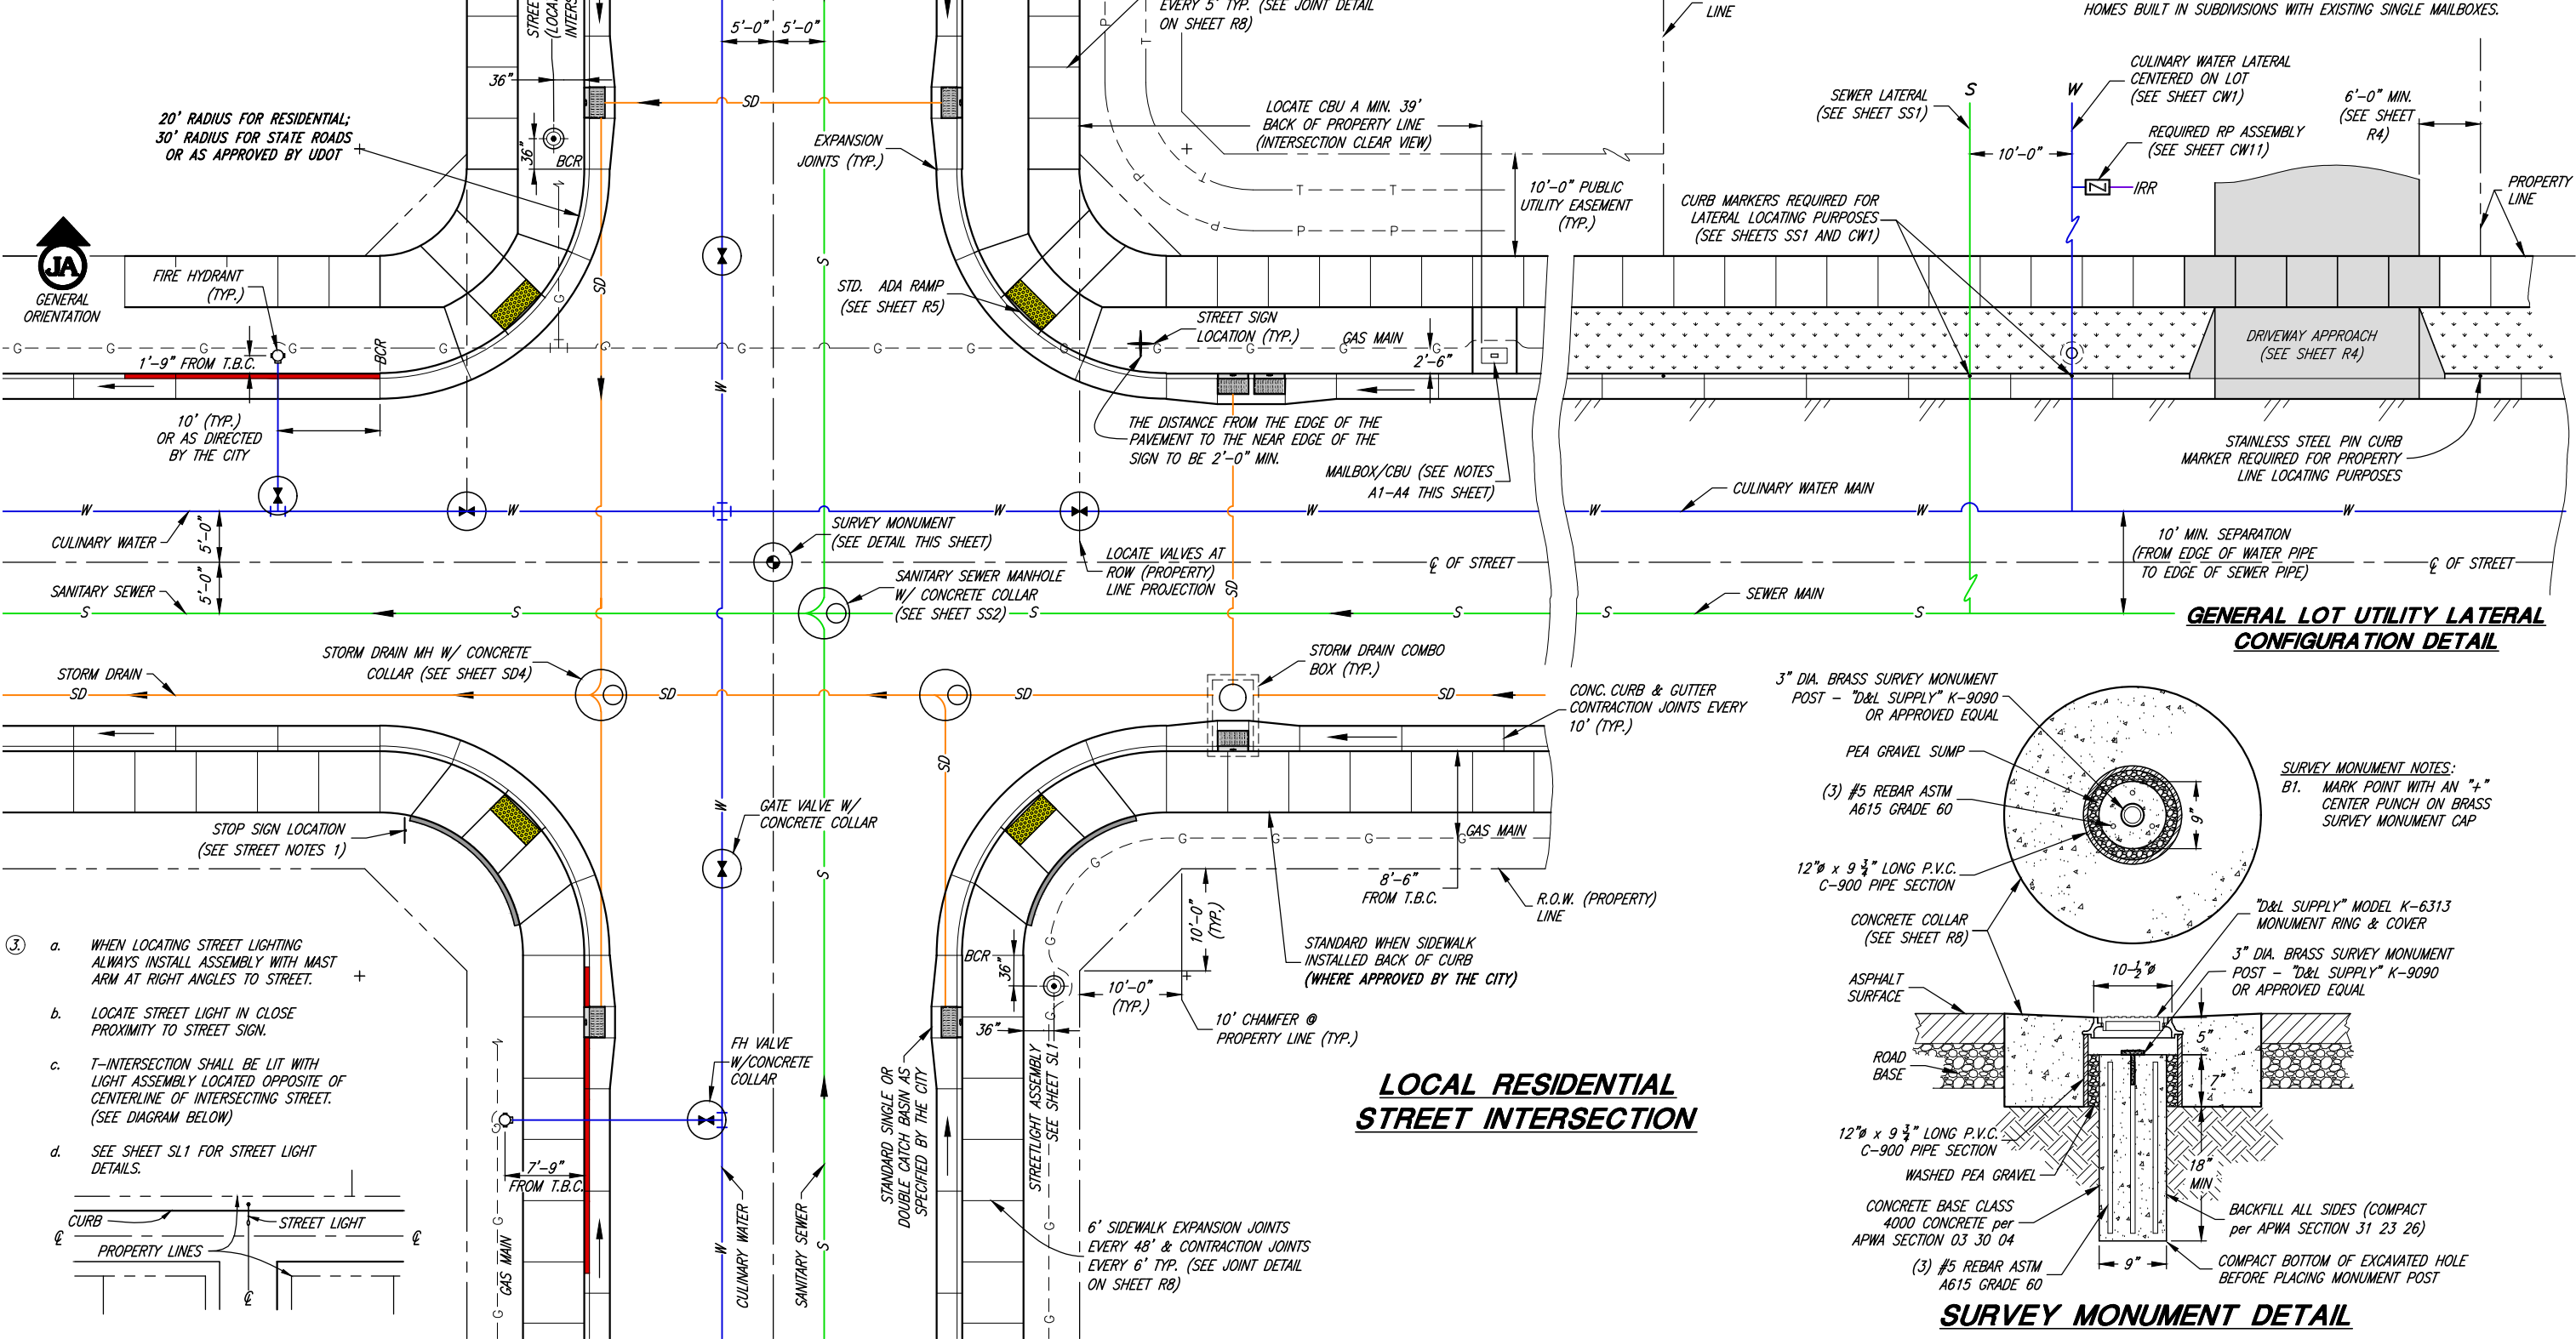 EVERY 5' TYP. (SEE JOINT DETAIL
ON SHEET R8)
LINE
HOMES BUILT IN SUBDIVISIONS WITH EXISTING SINGLE MAILBOXES.
STREET
(LOCAT
INTERS
5'-0" 5'-0"
36"
36"
BCR
20' RADIUS FOR RESIDENTIAL;
30' RADIUS FOR STATE ROADS
OR AS APPROVED BY UDOT
SD
EXPANSION
JOINTS (TYP.)
LOCATE CBU A MIN. 39'
BACK OF PROPERTY LINE
(INTERSECTION CLEAR VIEW)
10'-0" PUBLIC
UTILITY EASEMENT
(TYP.)
SEWER LATERAL
(SEE SHEET SS1)
S
W
CULINARY WATER LATERAL
CENTERED ON LOT
(SEE SHEET CW1)
REQUIRED RP ASSEMBLY
(SEE SHEET CW11)
IRR
10'-0"
6'-0" MIN.
(SEE SHEET
R4)
PROPERTY
LINE
CURB MARKERS REQUIRED FOR
LATERAL LOCATING PURPOSES
(SEE SHEETS SS1 AND CW1)
JA
GENERAL
ORIENTATION
FIRE HYDRANT
(TYP.)
1'-9" FROM T.B.C.
BCR
10' (TYP.)
OR AS DIRECTED
BY THE CITY
STD. ADA RAMP
(SEE SHEET R5)
STREET SIGN
LOCATION (TYP.)
GAS MAIN
2'-6"
DRIVEWAY APPROACH
(SEE SHEET R4)
THE DISTANCE FROM THE EDGE OF THE
PAVEMENT TO THE NEAR EDGE OF THE
SIGN TO BE 2'-0" MIN.
MAILBOX/CBU (SEE NOTES
A1-A4 THIS SHEET)
STAINLESS STEEL PIN CURB
MARKER REQUIRED FOR PROPERTY
LINE LOCATING PURPOSES
CULINARY WATER MAIN
CULINARY WATER
5'-0"
5'-0"
SANITARY SEWER
SURVEY MONUMENT
(SEE DETAIL THIS SHEET)
SANITARY SEWER MANHOLE
W/ CONCRETE COLLAR
(SEE SHEET SS2)
LOCATE VALVES AT
ROW (PROPERTY)
LINE PROJECTION
℄ OF STREET
10' MIN. SEPARATION
(FROM EDGE OF WATER PIPE
TO EDGE OF SEWER PIPE)
℄ OF STREET
SEWER MAIN
GENERAL LOT UTILITY LATERAL
CONFIGURATION DETAIL
STORM DRAIN MH W/ CONCRETE
COLLAR (SEE SHEET SD4)
STORM DRAIN
STORM DRAIN COMBO
BOX (TYP.)
CONC. CURB & GUTTER
CONTRACTION JOINTS EVERY
10' (TYP.)
STOP SIGN LOCATION
(SEE STREET NOTES 1)
GATE VALVE W/
CONCRETE COLLAR
GAS MAIN
8'-6"
FROM T.B.C.
R.O.W. (PROPERTY)
LINE
10'-0"
(TYP.)
STANDARD WHEN SIDEWALK
INSTALLED BACK OF CURB
(WHERE APPROVED BY THE CITY)
10'-0"
(TYP.)
10' CHAMFER @
PROPERTY LINE (TYP.)
BCR
36"
36"
3.
a. WHEN LOCATING STREET LIGHTING
ALWAYS INSTALL ASSEMBLY WITH MAST
ARM AT RIGHT ANGLES TO STREET.
b. LOCATE STREET LIGHT IN CLOSE
PROXIMITY TO STREET SIGN.
c. T-INTERSECTION SHALL BE LIT WITH
LIGHT ASSEMBLY LOCATED OPPOSITE OF
CENTERLINE OF INTERSECTING STREET.
(SEE DIAGRAM BELOW)
d. SEE SHEET SL1 FOR STREET LIGHT
DETAILS.
CURB
STREET LIGHT
℄
℄
PROPERTY LINES
℄
FH VALVE
W/CONCRETE
COLLAR
7'-9"
FROM T.B.C.
GAS MAIN
CULINARY WATER
SANITARY SEWER
STANDARD SINGLE OR
DOUBLE CATCH BASIN AS
SPECIFIED BY THE CITY
STREETLIGHT ASSEMBLY
SEE SHEET SL1
6' SIDEWALK EXPANSION JOINTS
EVERY 48' & CONTRACTION JOINTS
EVERY 6' TYP. (SEE JOINT DETAIL
ON SHEET R8)
LOCAL RESIDENTIAL
STREET INTERSECTION
3" DIA. BRASS SURVEY MONUMENT
POST - "D&L SUPPLY" K-9090
OR APPROVED EQUAL
PEA GRAVEL SUMP
(3) #5 REBAR ASTM
A615 GRADE 60
12"ø x 9 3/4" LONG P.V.C.
C-900 PIPE SECTION
CONCRETE COLLAR
(SEE SHEET R8)
9"
SURVEY MONUMENT NOTES:
B1. MARK POINT WITH AN "+"
CENTER PUNCH ON BRASS
SURVEY MONUMENT CAP
"D&L SUPPLY" MODEL K-6313
MONUMENT RING & COVER
3" DIA. BRASS SURVEY MONUMENT
POST - "D&L SUPPLY" K-9090
OR APPROVED EQUAL
10-1/2"ø
ASPHALT
SURFACE
ROAD
BASE
5"
7"
18"
MIN
12"ø x 9 3/4" LONG P.V.C.
C-900 PIPE SECTION
WASHED PEA GRAVEL
CONCRETE BASE CLASS
4000 CONCRETE per
APWA SECTION 03 30 04
(3) #5 REBAR ASTM
A615 GRADE 60
9"
BACKFILL ALL SIDES (COMPACT
per APWA SECTION 31 23 26)
COMPACT BOTTOM OF EXCAVATED HOLE
BEFORE PLACING MONUMENT POST
SURVEY MONUMENT DETAIL